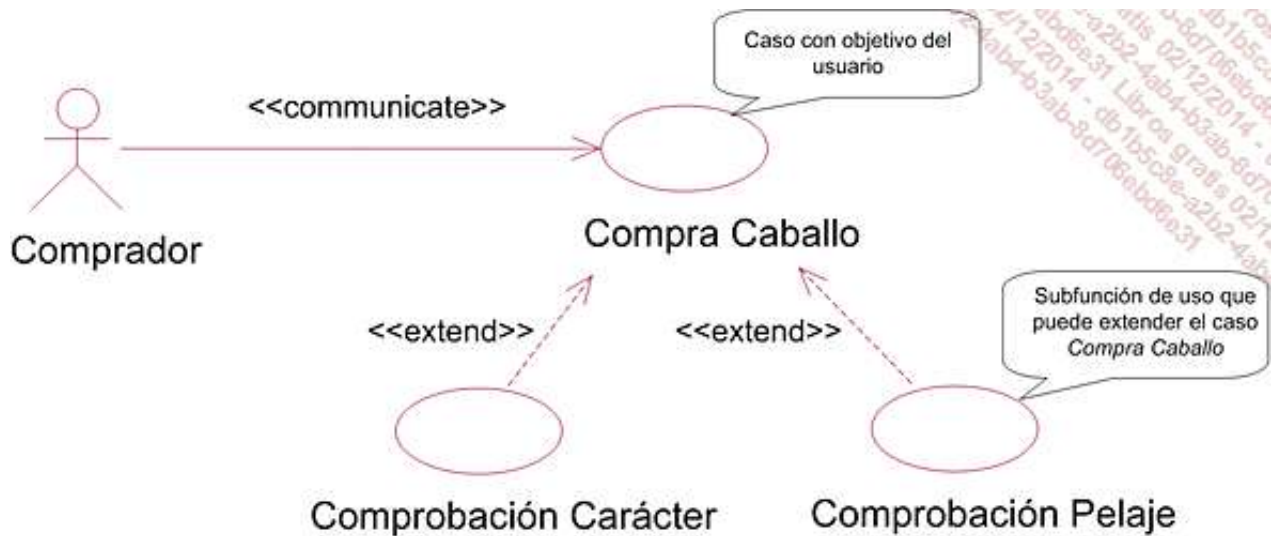 Caso con objetivo del
usuario
<<communicate>>
Comprador
Compra Caballo
Subfunción de uso que
puede extender el caso
Compra Caballo
<<extend>>
<<extend>>
Comprobación Carácter
Comprobación Pelaje